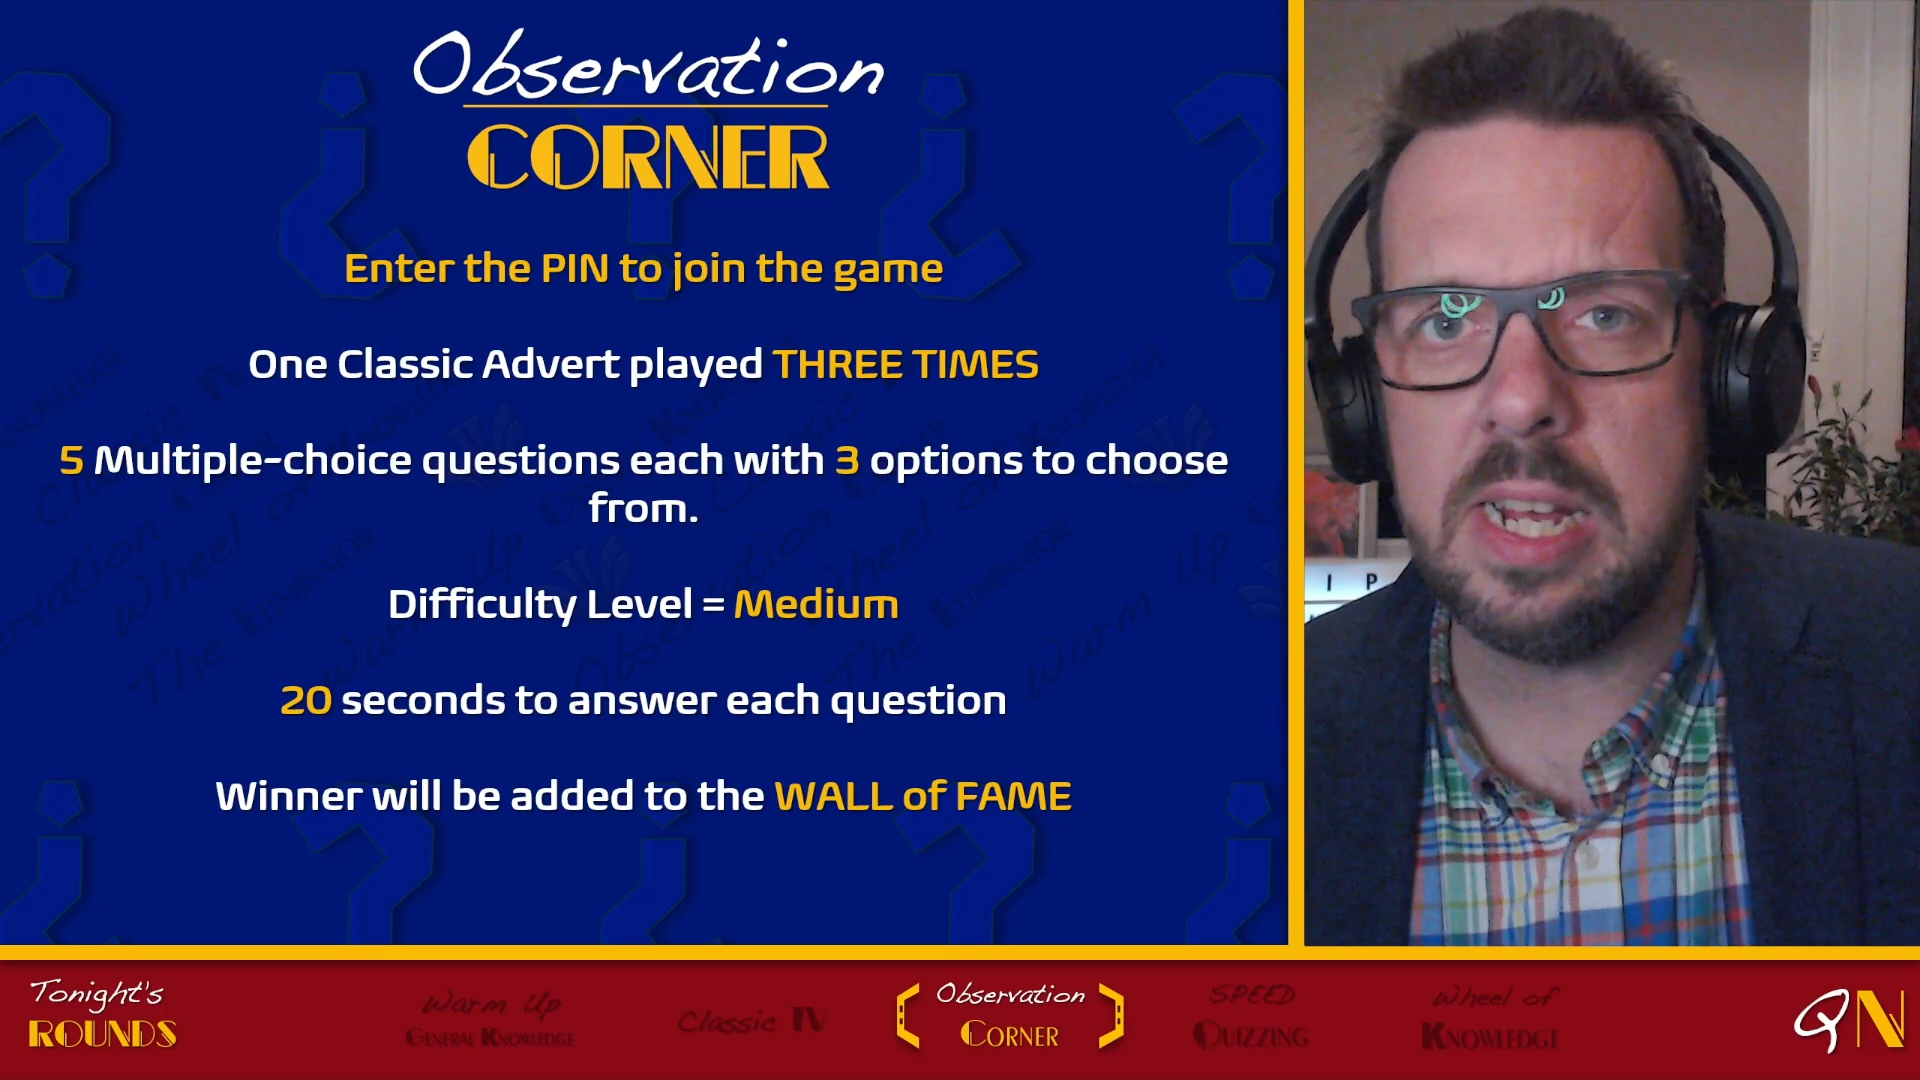 Observation
CORNER
Enter the PIN to join the game
One Classic Advert played THREE TIMES
5 Multiple-choice questions each with 3 options to choose
from.
Difficulty Level = Medium
20 seconds to answer each question
Winner will be added to the WALL of FAME
I P
Tonight's
ROUNDS
Warm Up
GENERAL KNOWLEDGE
Classic TV
Observation
CORNER
SPEED
QUIZZING
Wheel of
KNOWLEDGE
QN